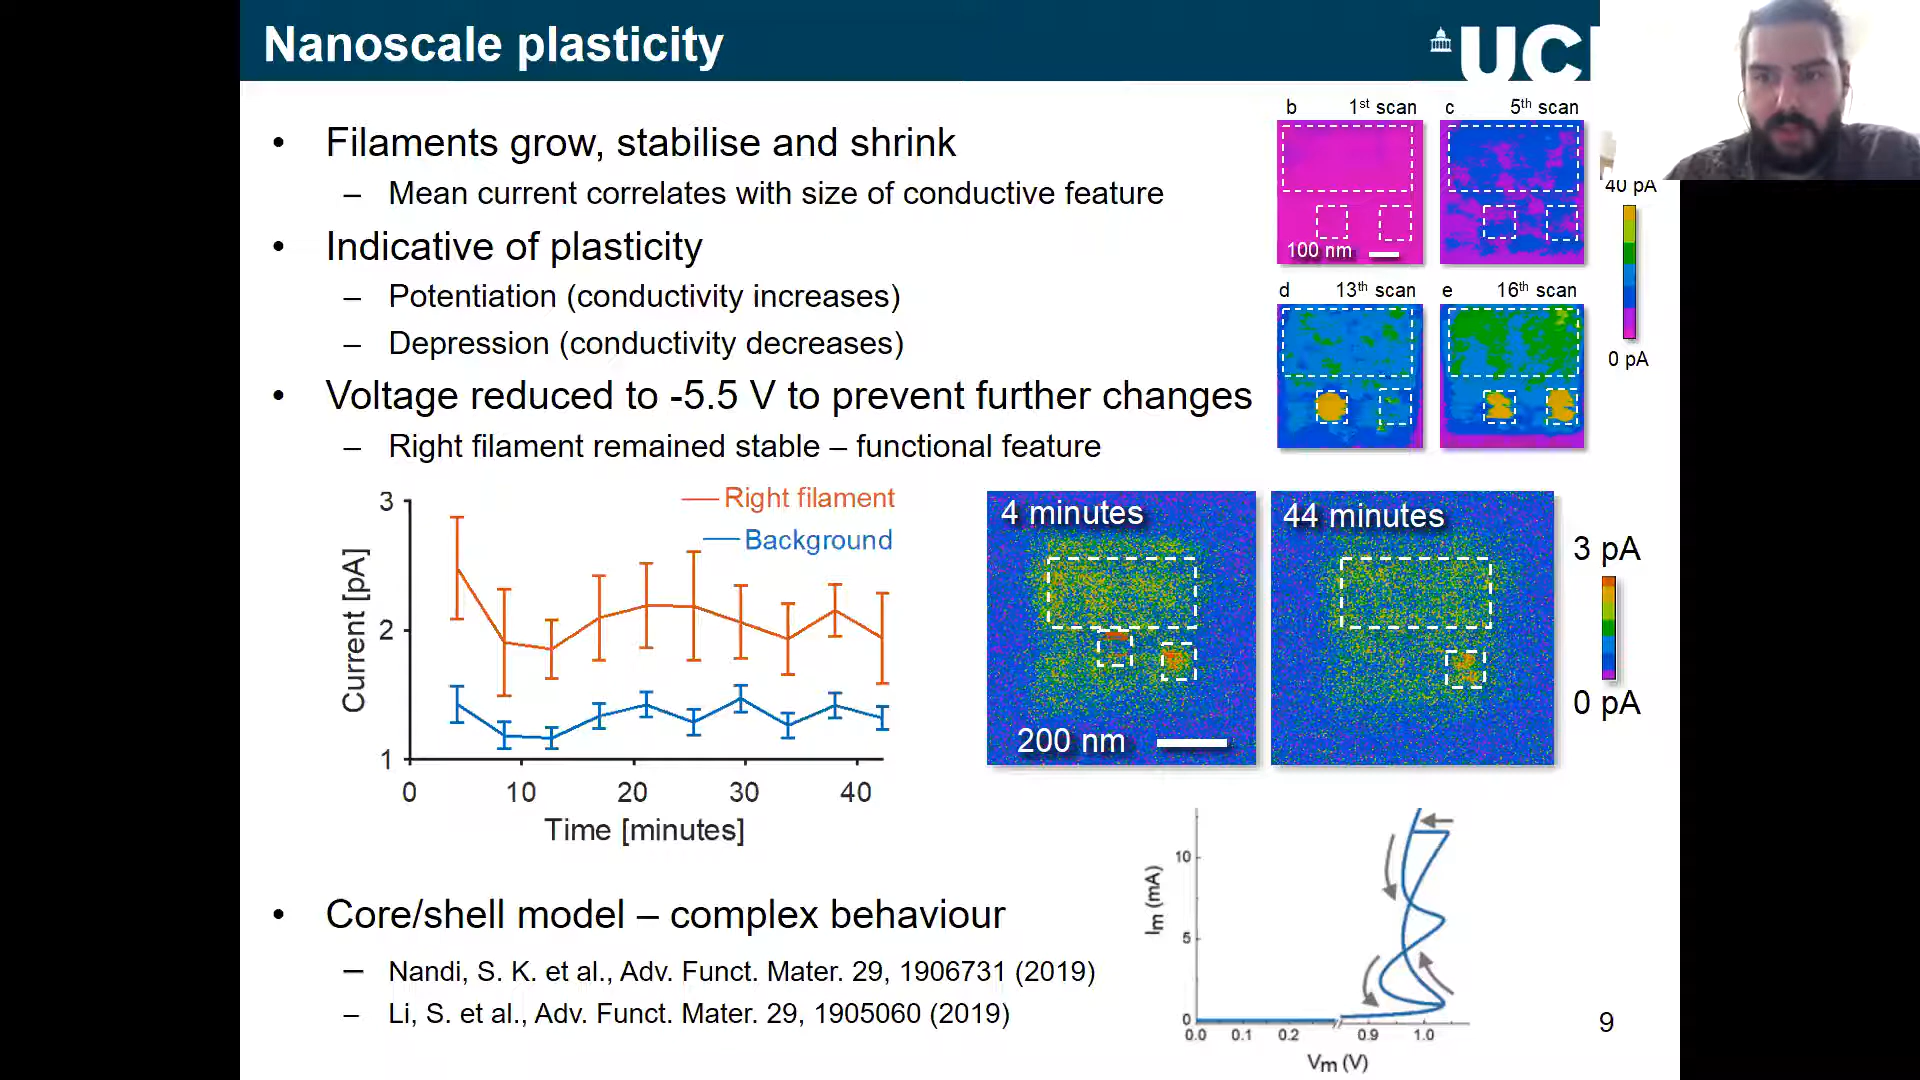 Nanoscale plasticity
UCL
• Filaments grow, stabilise and shrink
– Mean current correlates with size of conductive feature
• Indicative of plasticity
– Potentiation (conductivity increases)
– Depression (conductivity decreases)
• Voltage reduced to -5.5 V to prevent further changes
– Right filament remained stable – functional feature
b 1st scan c 5th scan
100 nm
40 pA
d 13th scan e 16th scan
0 pA
3
2
1
Current [pA]
Right filament
Background
0 10 20 30 40
Time [minutes]
4 minutes
44 minutes
200 nm
3 pA
0 pA
• Core/shell model – complex behaviour
– Nandi, S. K. et al., Adv. Funct. Mater. 29, 1906731 (2019)
– Li, S. et al., Adv. Funct. Mater. 29, 1905060 (2019)
Im (mA)
10
5
0
0.0 0.1 0.2 0.9 1.0
Vm (V)
9